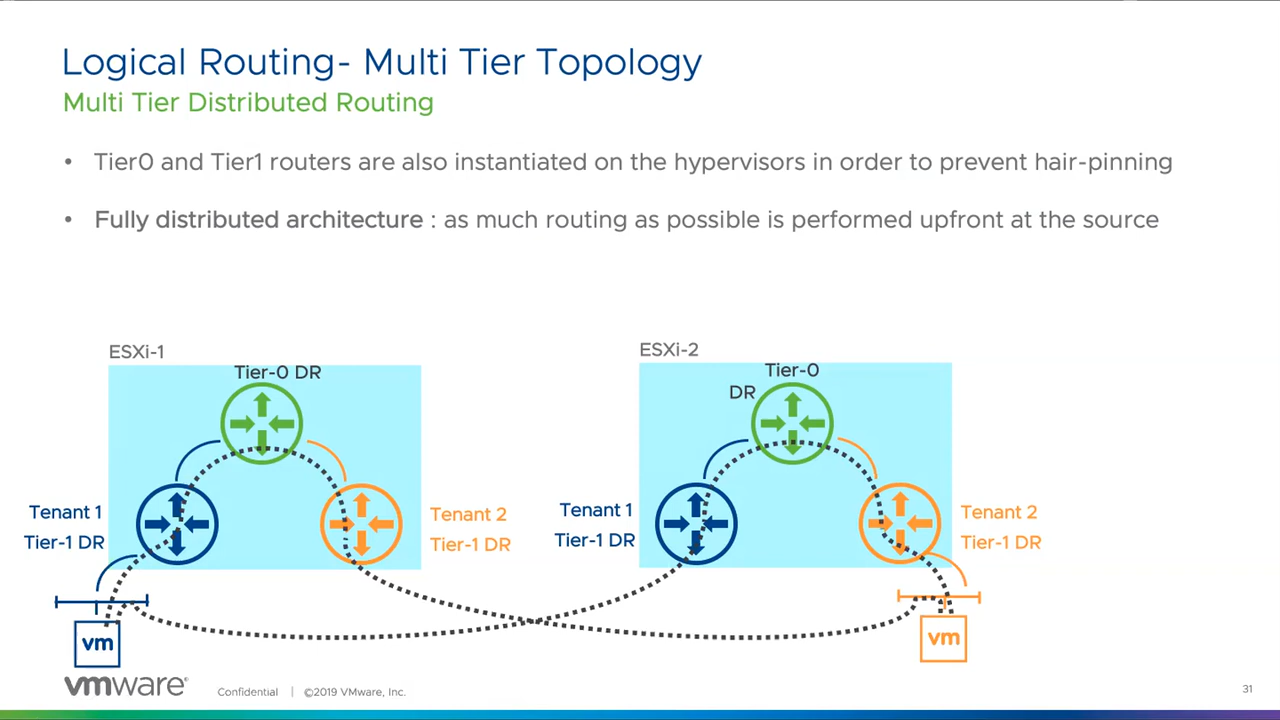 Logical Routing- Multi Tier Topology
Multi Tier Distributed Routing
• Tier0 and Tier1 routers are also instantiated on the hypervisors in order to prevent hair-pinning
• Fully distributed architecture : as much routing as possible is performed upfront at the source
ESXi-1
Tier-0 DR
Tenant 1
Tier-1 DR
Tenant 2
Tier-1 DR
vm
ESXi-2
Tier-0
DR
Tenant 1
Tier-1 DR
Tenant 2
Tier-1 DR
vm
vmware®
Confidential | ©2019 VMware, Inc.
31